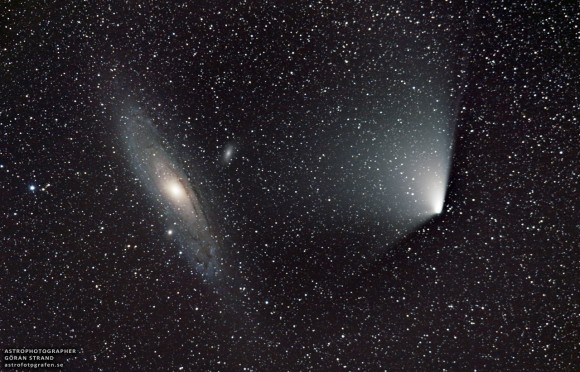 ASTROPHOTOGRAPHER
GÖRAN STRAND
astrofotografen.se